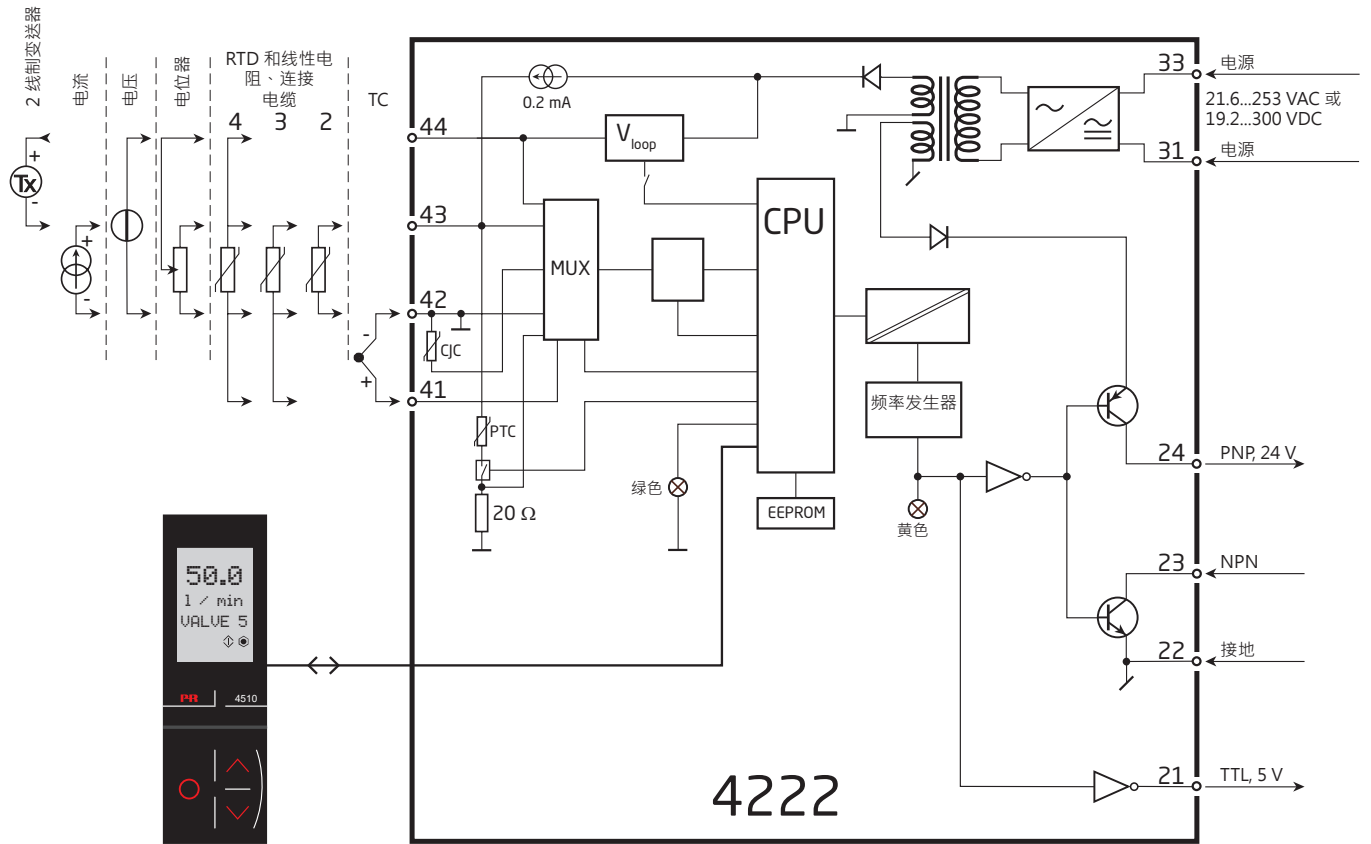 2 线制变送器
电流
电压
电位器
RTD 和线性电
阻、连接
电缆
4 3 2
TC
+
Tx
-
+
-
-
+
44
43
42
41
0.2 mA
V loop
MUX
CPU
CJC
PTC
20 Ω
绿色
EEPROM
频率发生器
黄色
33
电源
21.6...253 VAC 或
19.2...300 VDC
31
电源
24
PNP, 24 V
23
NPN
22
接地
21
TTL, 5 V
4222
50.0
l / min
VALVE 5
PR
4510